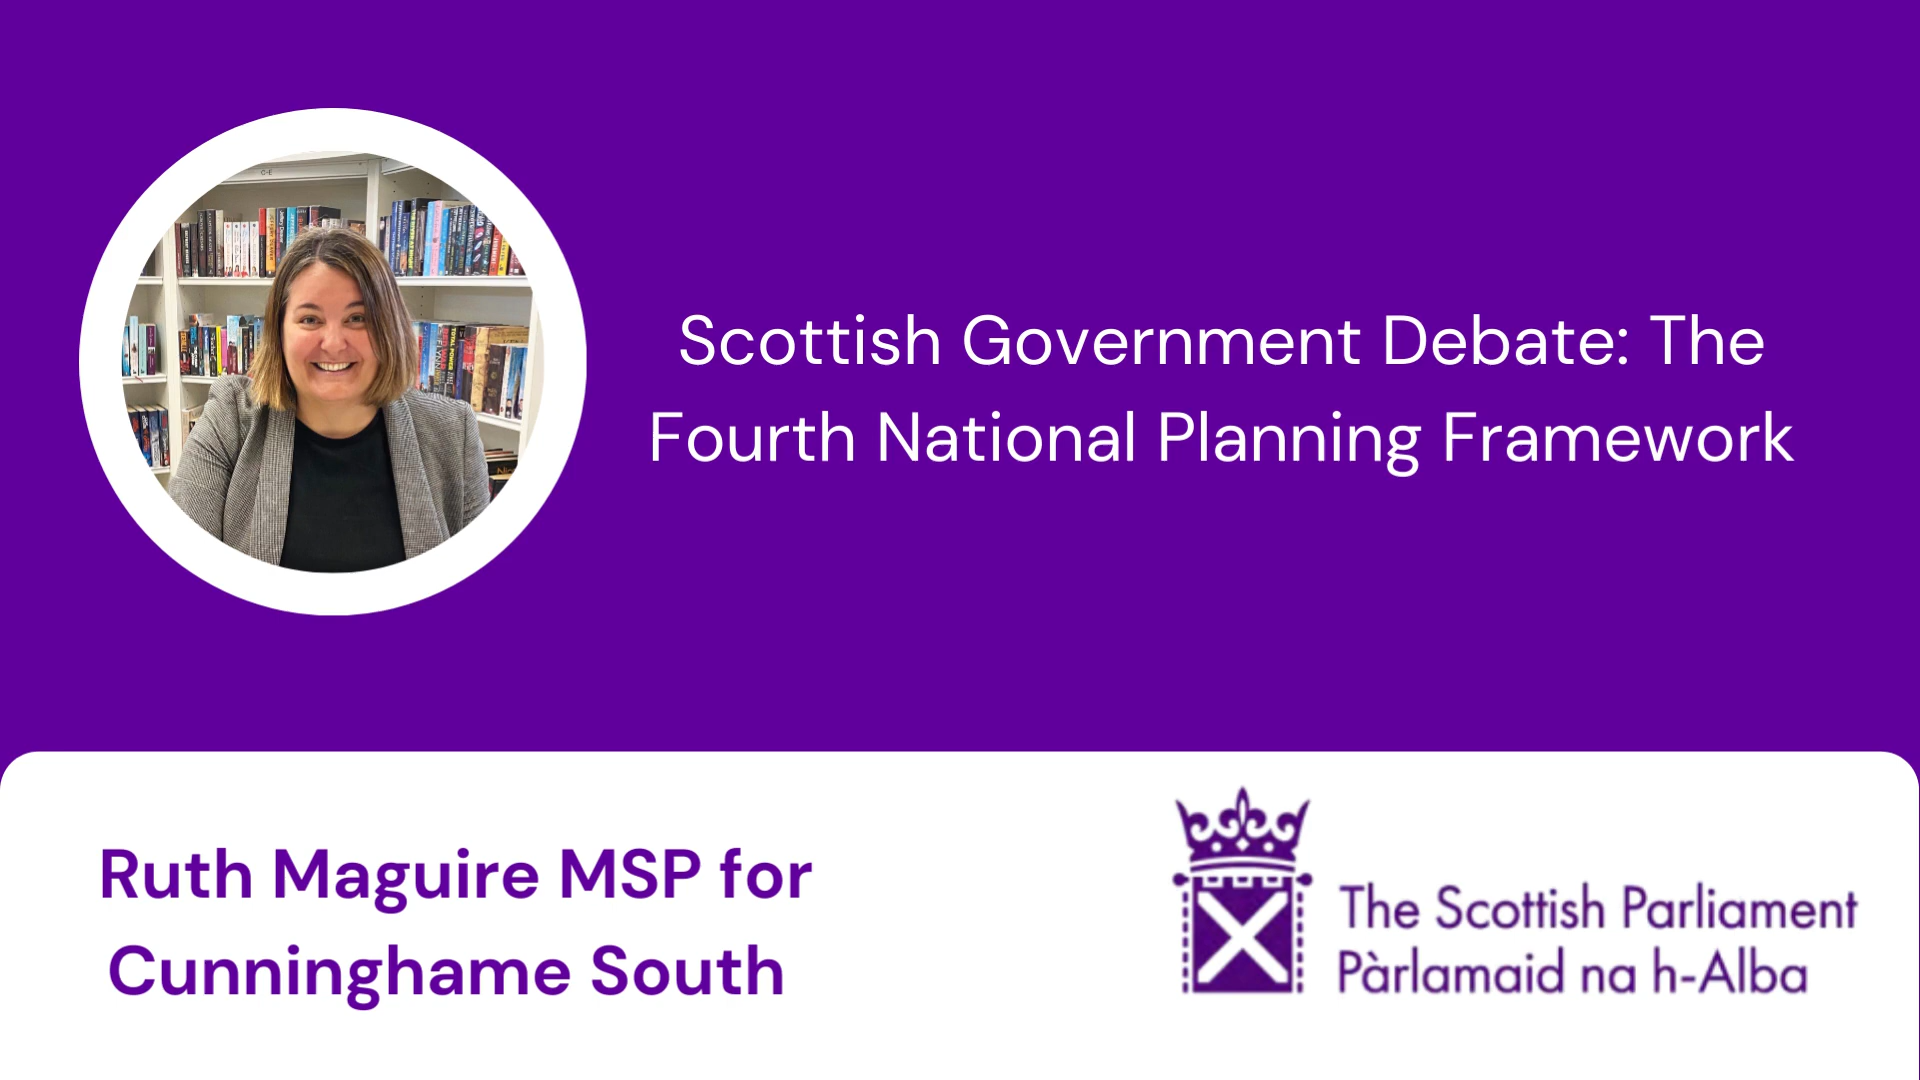 C-E
Scottish Government Debate: The
Fourth National Planning Framework
Ruth Maguire MSP for
Cunninghame South
The Scottish Parliament
Pàrlamaid na h-Alba